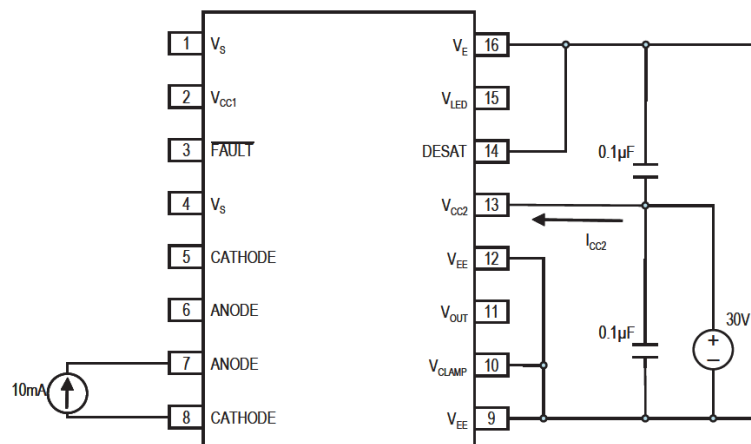 1 VS
2 VCC1
3 FAULT
4 VS
5 CATHODE
6 ANODE
7 ANODE
8 CATHODE
10mA
VE 16
VLED 15
DESAT 14
VCC2 13
VEE 12
VOUT 11
VCLAMP 10
VEE 9
0.1µF
ICC2
0.1µF
30V
+
−